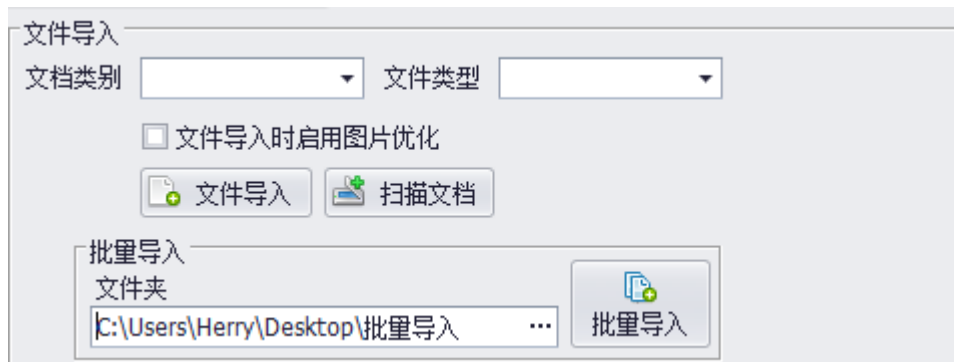 文件导入
文档类别 文件类型
文件导入时启用图片优化
文件导入 扫描文档
批量导入
文件夹
C:\Users\Herry\Desktop\批量导入 ... 批量导入